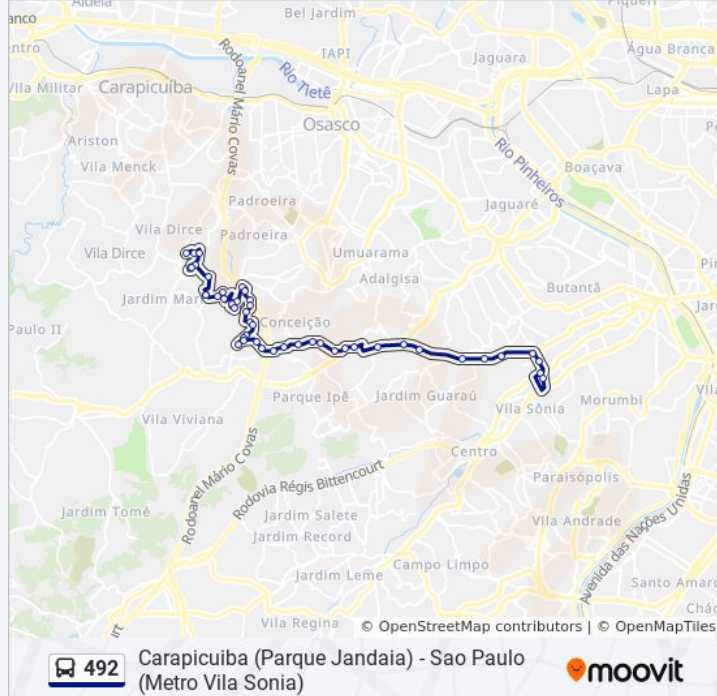 Aldeia
Bel Jardim
Piqueri
Rodoanel Mário Covas
IAPI
Jaguara
Água Branca
Carapicuíba
Vila Militar
Rio Tietê
Lapa
Osasco
Ariston
Vila Menck
Rio Pinheiros
Boaçava
Padroeira
Jaguaré
Vila Dirce
Padroeira
Vila Dirce
Umuarama
Adalgisa
Butantã
Jardim Mar
Paulo II
Conceição
Parque Ipê
Jardim Guaraú
Vila Sônia
Morumbi
Vila Viviana
Centro
Rodoanel Mário Covas
Rodovia Régis Bittencourt
Paraisópolis
Jardim Tomé
Jardim Salete
Vila Andrade
Jardim Record
Avenida das Nações Unidas
Jardim Leme
Campo Limpo
Santo Amaro
Vila Regina
© OpenStreetMap contributors | © OpenMapTiles
492
Carapicuiba (Parque Jandaia) - Sao Paulo
(Metro Vila Sonia)
moovit